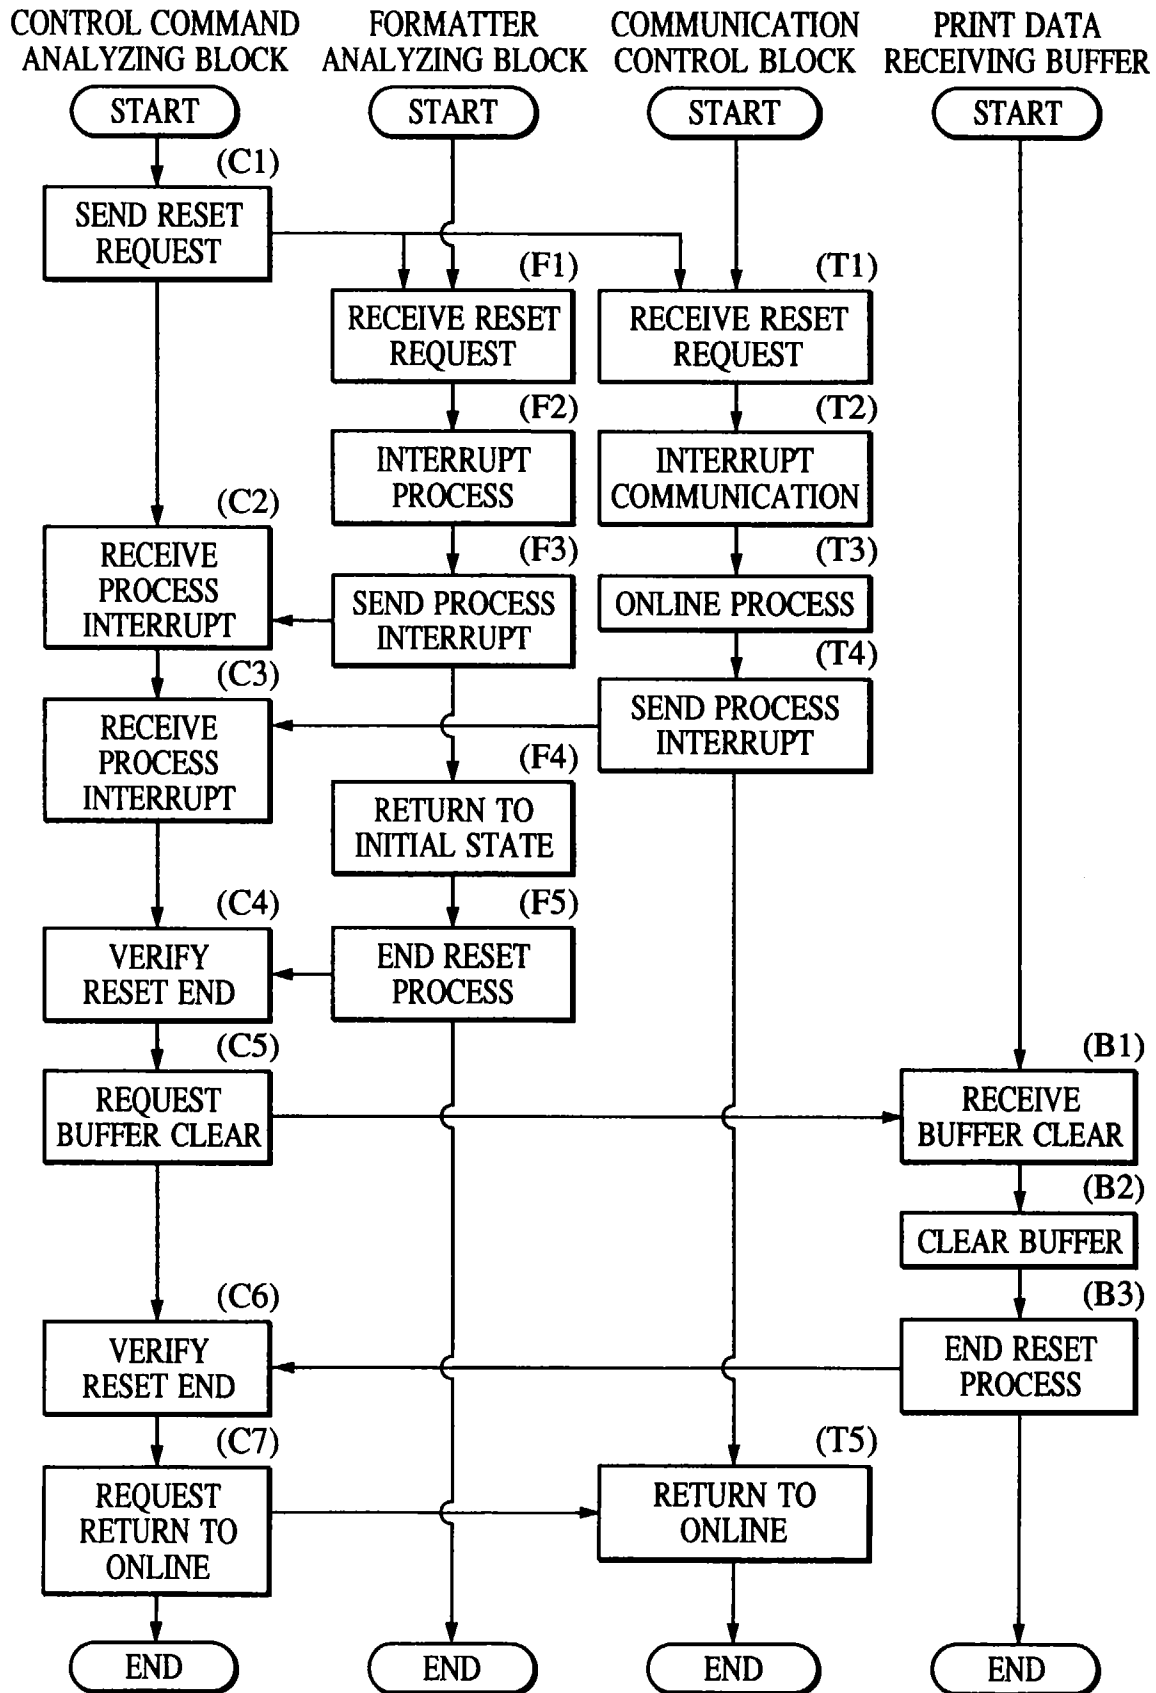 CONTROL COMMAND
ANALYZING BLOCK
FORMATTER
ANALYZING BLOCK
COMMUNICATION
CONTROL BLOCK
PRINT DATA
RECEIVING BUFFER
START
START
START
START
(C1)
SEND RESET
REQUEST
(F1)
RECEIVE RESET
REQUEST
(T1)
RECEIVE RESET
REQUEST
(F2)
INTERRUPT
PROCESS
(T2)
INTERRUPT
COMMUNICATION
(C2)
RECEIVE
PROCESS
INTERRUPT
(F3)
SEND PROCESS
INTERRUPT
(T3)
ONLINE PROCESS
(C3)
RECEIVE
PROCESS
INTERRUPT
(T4)
SEND PROCESS
INTERRUPT
(F4)
RETURN TO
INITIAL STATE
(C4)
VERIFY
RESET END
(F5)
END RESET
PROCESS
(C5)
REQUEST
BUFFER CLEAR
(B1)
RECEIVE
BUFFER CLEAR
(B2)
CLEAR BUFFER
(C6)
VERIFY
RESET END
(B3)
END RESET
PROCESS
(C7)
REQUEST
RETURN TO
ONLINE
(T5)
RETURN TO
ONLINE
END
END
END
END